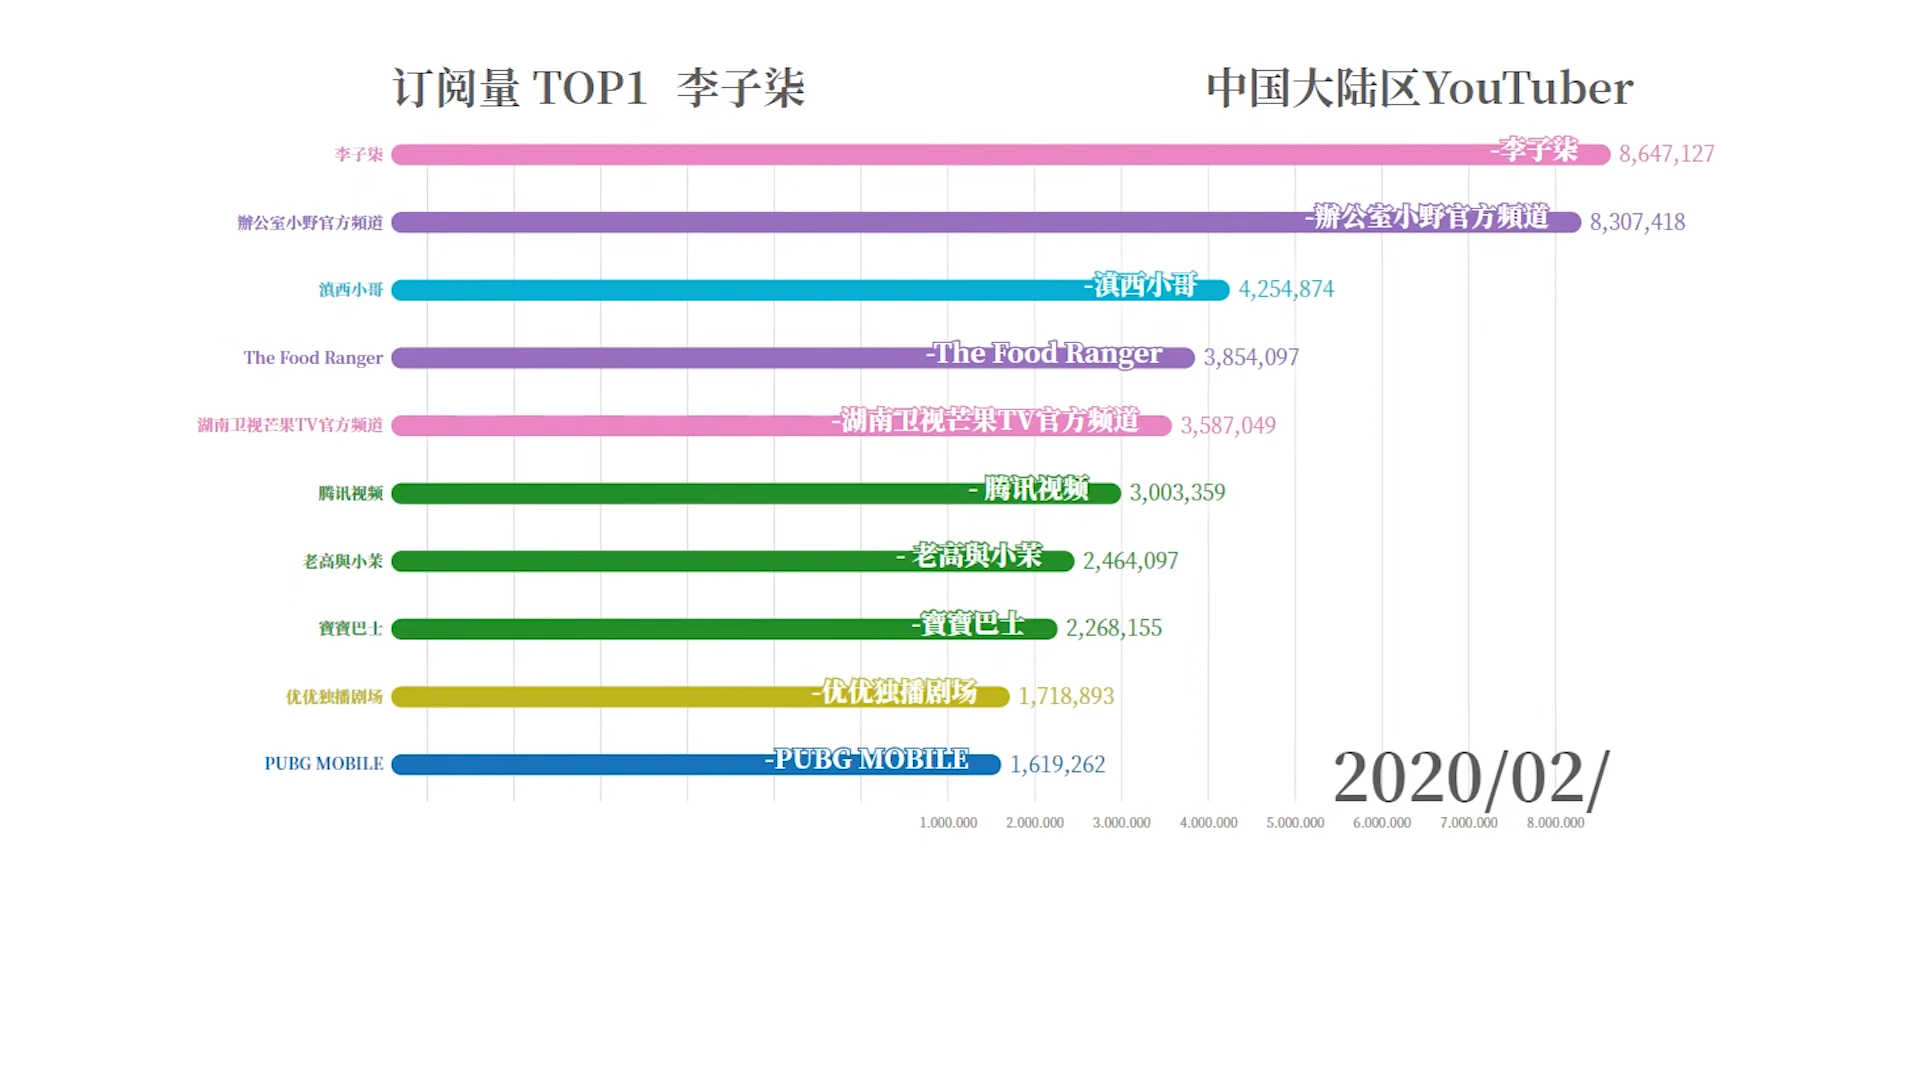 订阅量 TOP1 李子柒
中国大陆区YouTuber
李子柒 -李子柒 8,647,127
辦公室小野官方頻道 -辦公室小野官方頻道 8,307,418
滇西小哥 -滇西小哥 4,254,874
The Food Ranger -The Food Ranger 3,854,097
湖南卫视芒果TV官方频道 -湖南卫视芒果TV官方频道 3,587,049
腾讯视频 - 腾讯视频 3,003,359
老高與小茉 - 老高與小茉 2,464,097
寶寶巴士 -寶寶巴士 2,268,155
优优独播剧场 -优优独播剧场 1,718,893
PUBG MOBILE -PUBG MOBILE 1,619,262
2020/02/
1.000.000 2.000.000 3.000.000 4.000.000 5.000.000 6.000.000 7.000.000 8.000.000